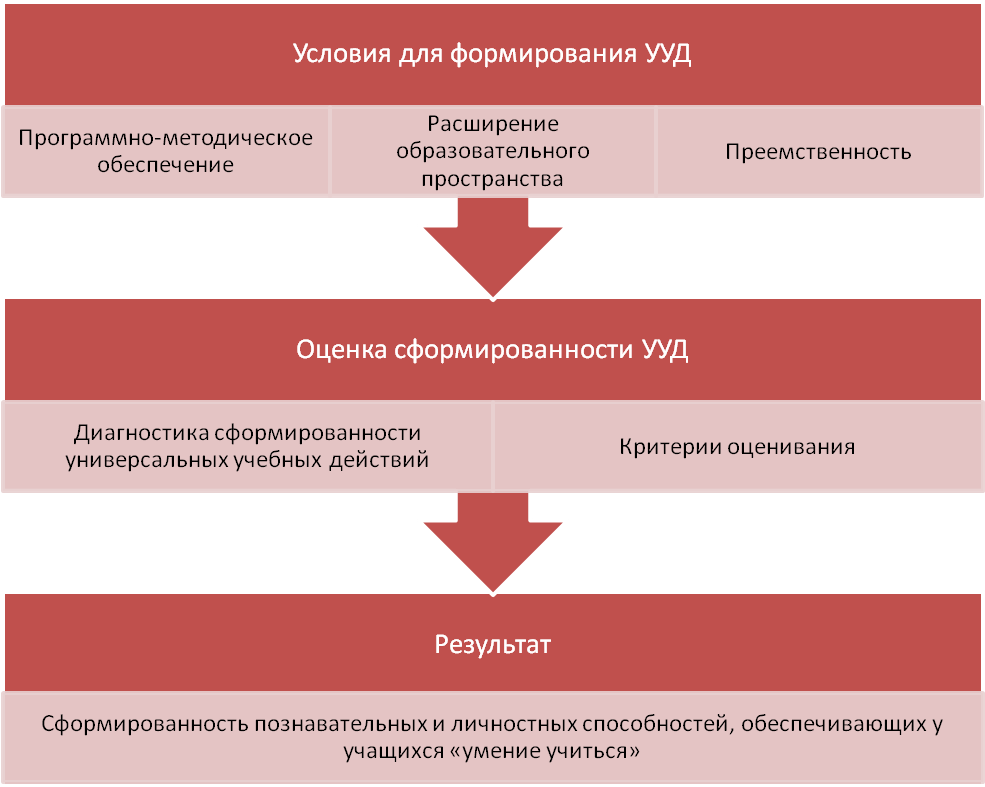 Условия для формирования УУД
Программно-методическое
обеспечение
Расширение
образовательного
пространства
Преемственность
Оценка сформированности УУД
Диагностика сформированности
универсальных учебных действий
Критерии оценивания
Результат
Сформированность познавательных и личностных способностей, обеспечивающих у
учащихся «умение учиться»